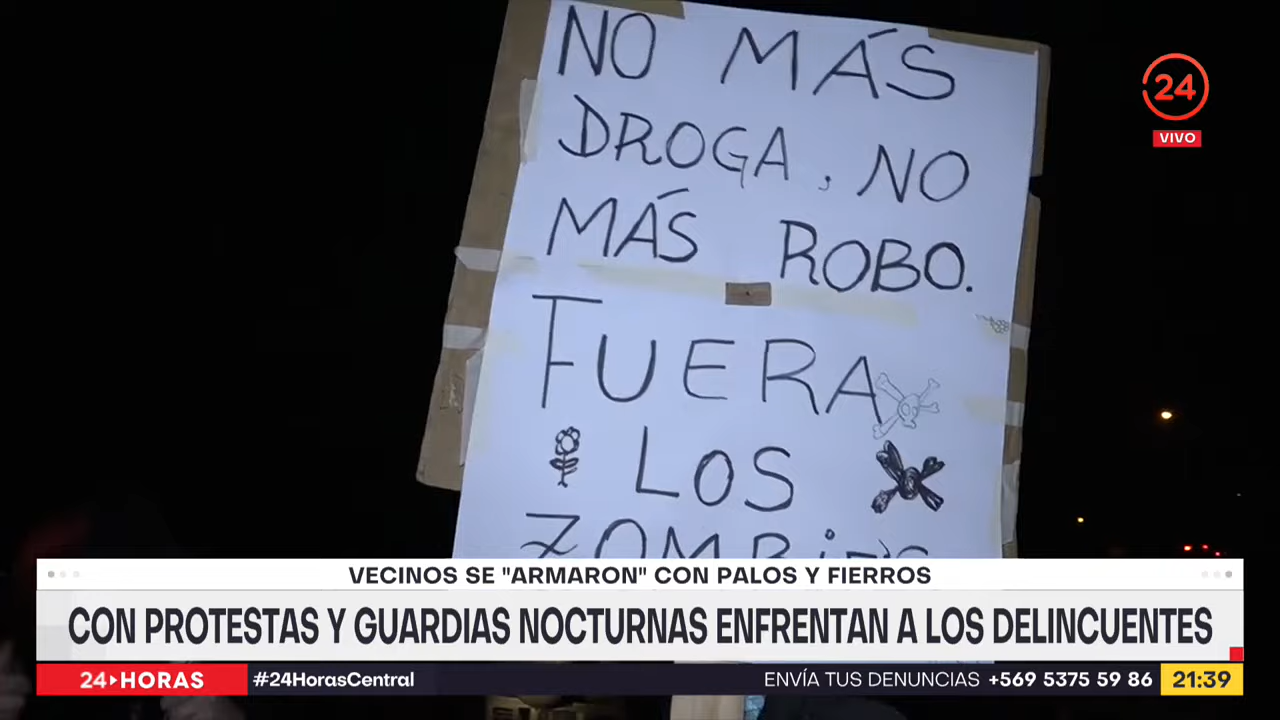 NO MÁS
DROGA, NO
MÁS ROBO.
FUERA
LOS
ZOMBIES
24
VIVO
VECINOS SE "ARMARON" CON PALOS Y FIERROS
CON PROTESTAS Y GUARDIAS NOCTURNAS ENFRENTAN A LOS DELINCUENTES
24 HORAS
#24HorasCentral
ENVÍA TUS DENUNCIAS +569 5375 59 86
21:39